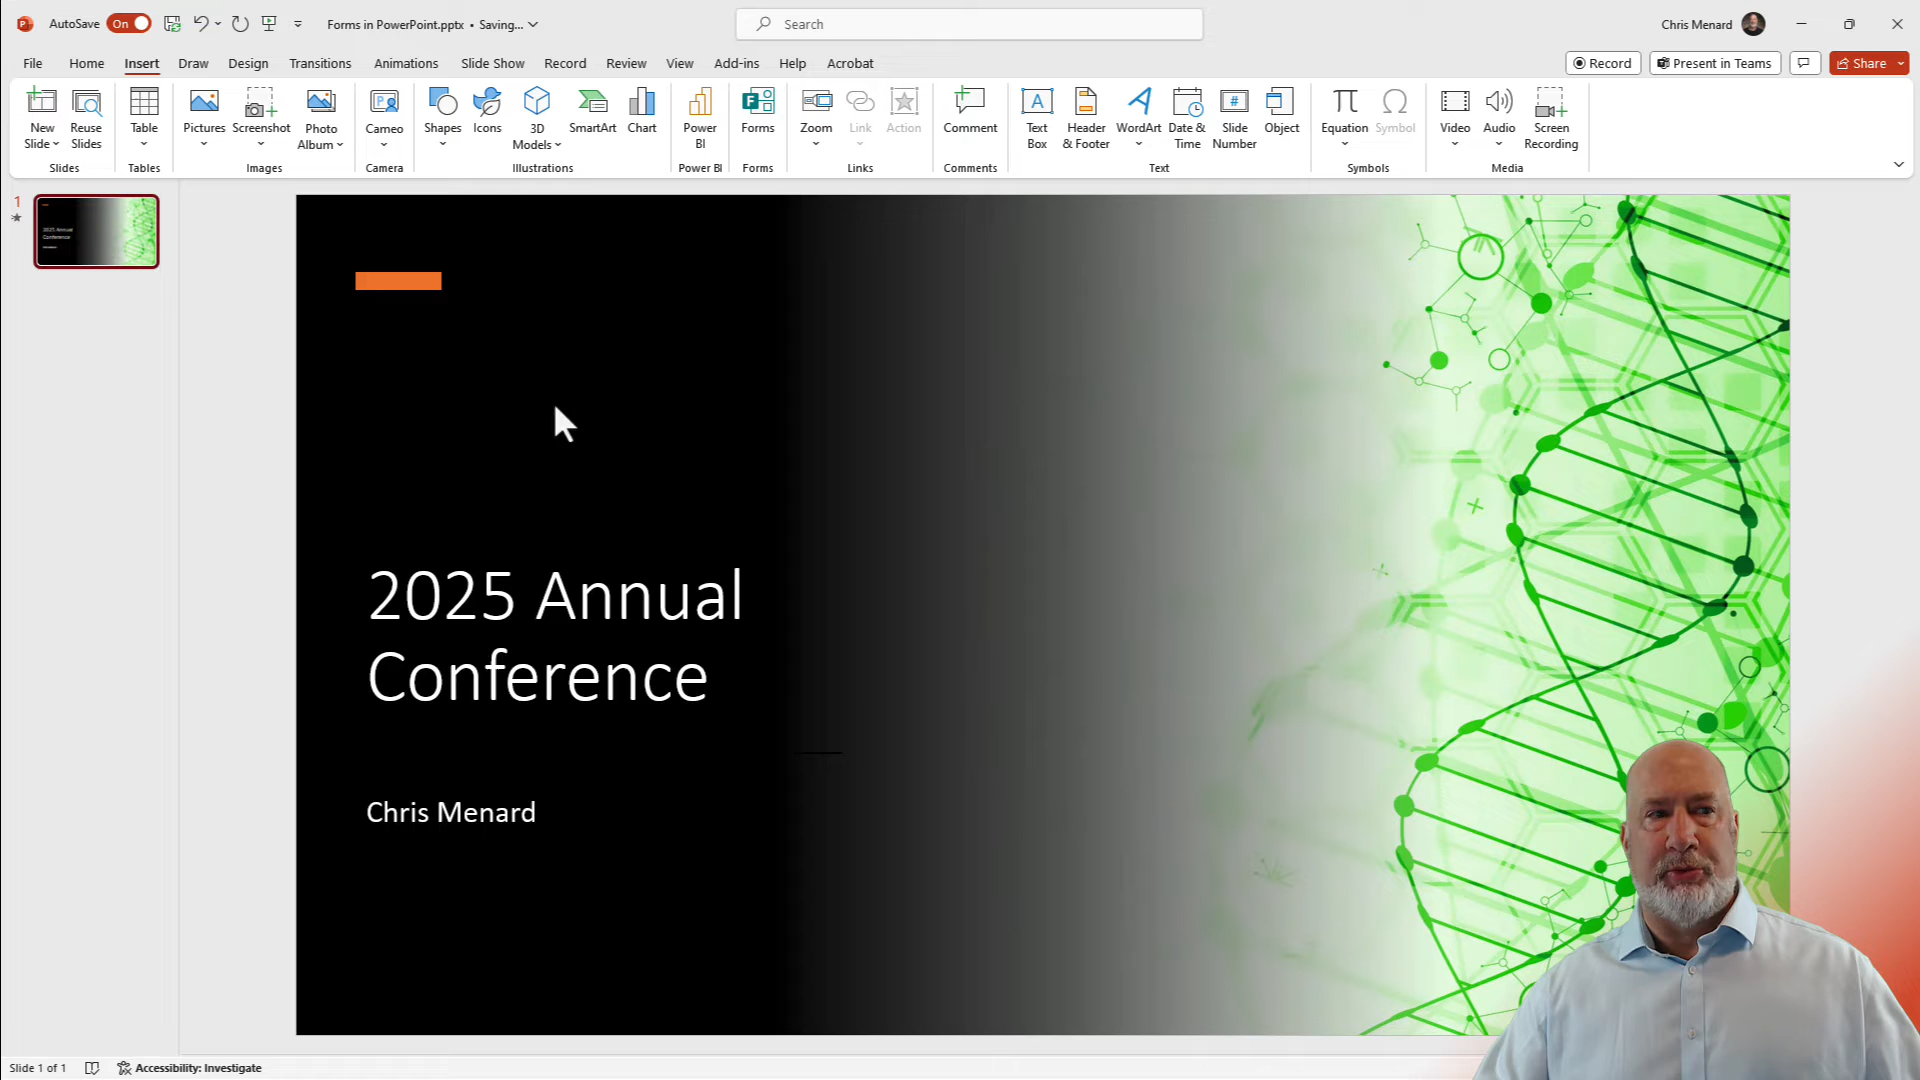 AutoSave On Forms in PowerPoint.pptx • Saving... Search Chris Menard
File Home Insert Draw Design Transitions Animations Slide Show Record Review View Add-ins Help Acrobat Record Present in Teams Share
New Slide
Reuse Slides
Table
Pictures
Screenshot
Photo Album
Cameo
Shapes
Icons
3D Models
SmartArt
Chart
Power BI
Forms
Zoom
Link
Action
Comment
Text Box
Header & Footer
WordArt
Date & Time
Slide Number
Object
Equation
Symbol
Video
Audio
Screen Recording
Slides Tables Images Camera Illustrations Power BI Forms Links Comments Text Symbols Media
1
2025 Annual
Conference
2025 Annual
Conference
Chris Menard
Slide 1 of 1 Accessibility: Investigate